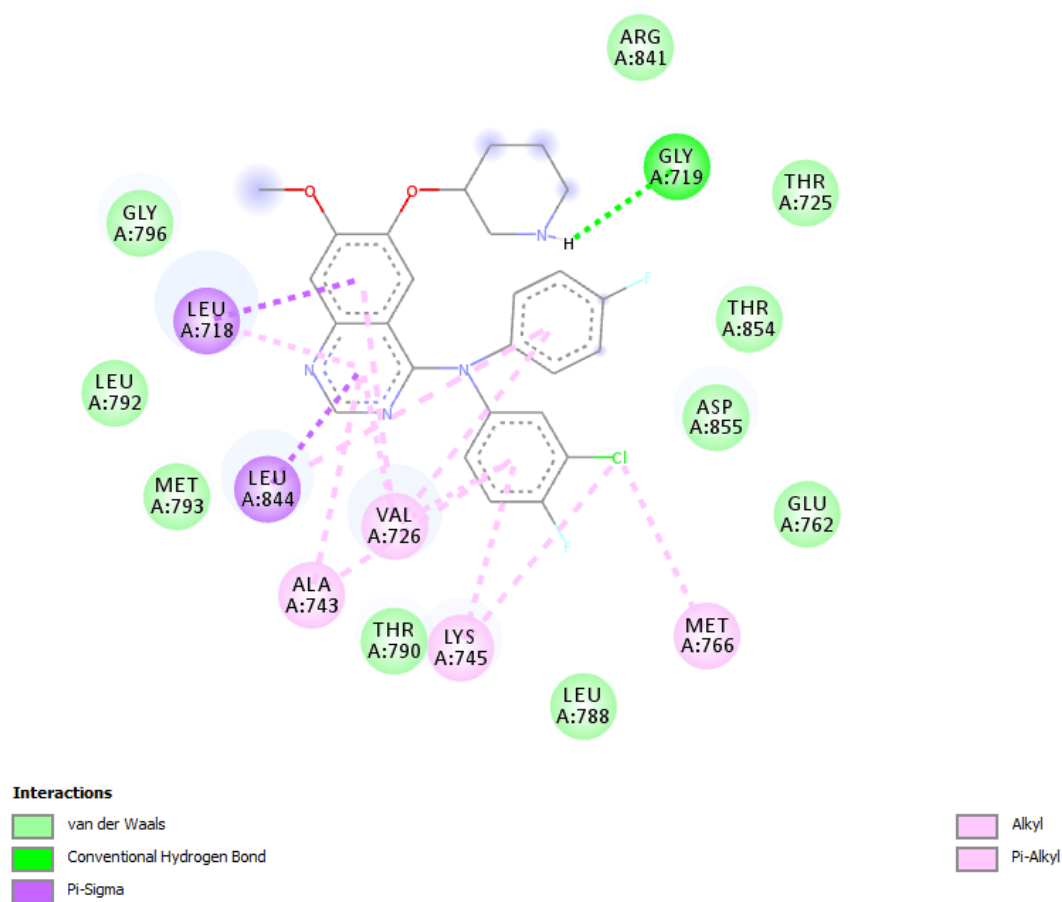 ARG
A:841
GLY
A:719
THR
A:725
GLY
A:796
O
O
N
H
F
LEU
A:718
THR
A:854
N
N
N
LEU
A:792
ASP
A:855
Cl
LEU
A:844
MET
A:793
VAL
A:726
GLU
A:762
F
ALA
A:743
THR
A:790
LYS
A:745
MET
A:766
LEU
A:788
Interactions
van der Waals
Conventional Hydrogen Bond
Pi-Sigma
Alkyl
Pi-Alkyl